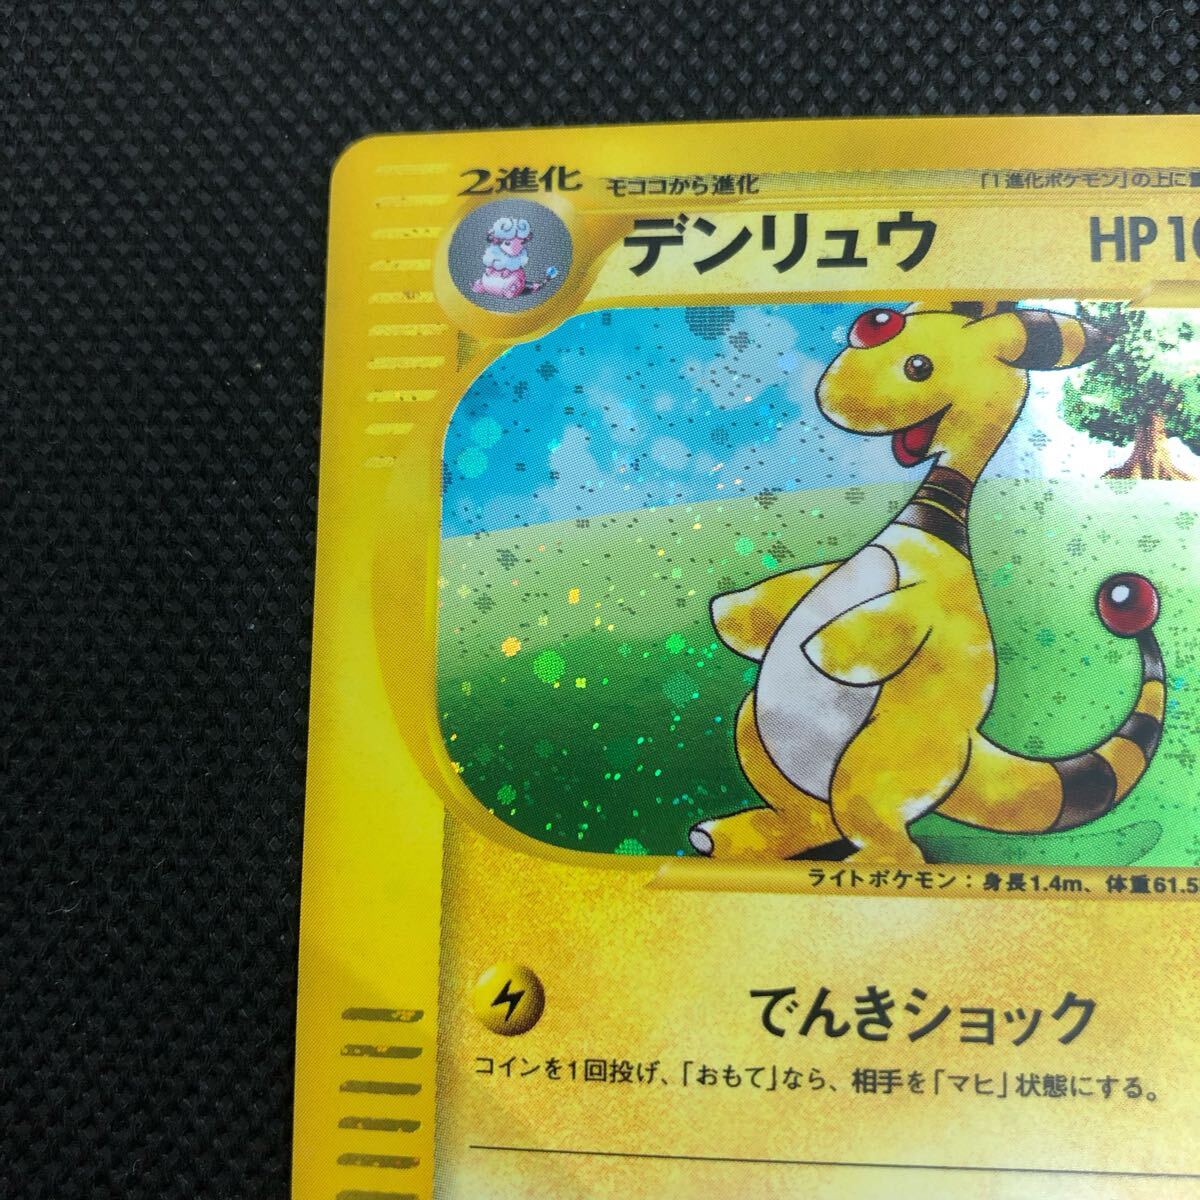 2進化
モココから進化
「1進化ポケモン」の上に
デンリュウ
HP
ライトポケモン：身長1.4m、体重61.5
でんきショック
コインを1回投げ、「おもて」なら、相手を「マヒ」状態にする。